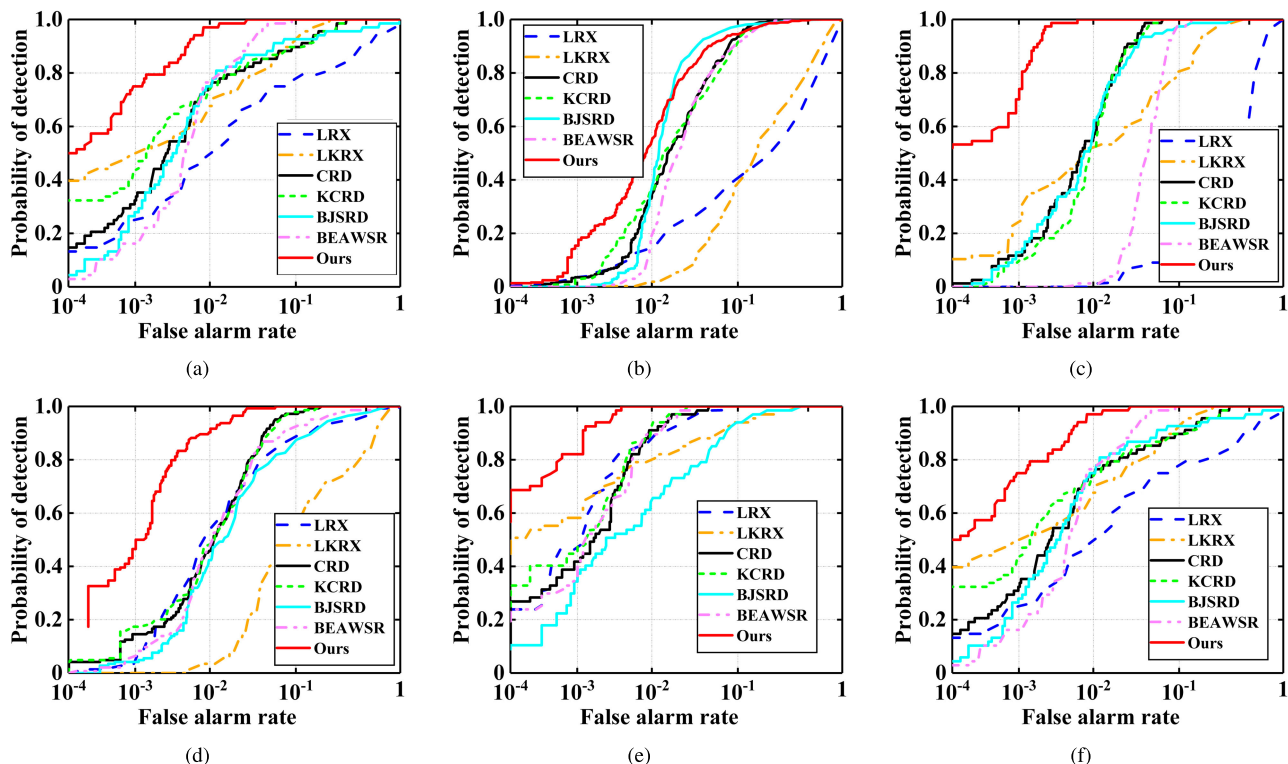 Probability of detection
1.0
0.8
0.6
0.4
0.2
0
LRX
LKRX
CRD
KCRD
BJSRD
BEAWSR
Ours
10-4
10-3
10-2
10-1
1
False alarm rate
(a)
Probability of detection
1.0
0.8
0.6
0.4
0.2
0
LRX
LKRX
CRD
KCRD
BJSRD
BEAWSR
Ours
10-4
10-3
10-2
10-1
1
False alarm rate
(b)
Probability of detection
1.0
0.8
0.6
0.4
0.2
0
LRX
LKRX
CRD
KCRD
BJSRD
BEAWSR
Ours
10-4
10-3
10-2
10-1
1
False alarm rate
(c)
Probability of detection
1.0
0.8
0.6
0.4
0.2
0
LRX
LKRX
CRD
KCRD
BJSRD
BEAWSR
Ours
10-4
10-3
10-2
10-1
1
False alarm rate
(d)
Probability of detection
1.0
0.8
0.6
0.4
0.2
0
LRX
LKRX
CRD
KCRD
BJSRD
BEAWSR
Ours
10-4
10-3
10-2
10-1
1
False alarm rate
(e)
Probability of detection
1.0
0.8
0.6
0.4
0.2
0
LRX
LKRX
CRD
KCRD
BJSRD
BEAWSR
Ours
10-4
10-3
10-2
10-1
1
False alarm rate
(f)